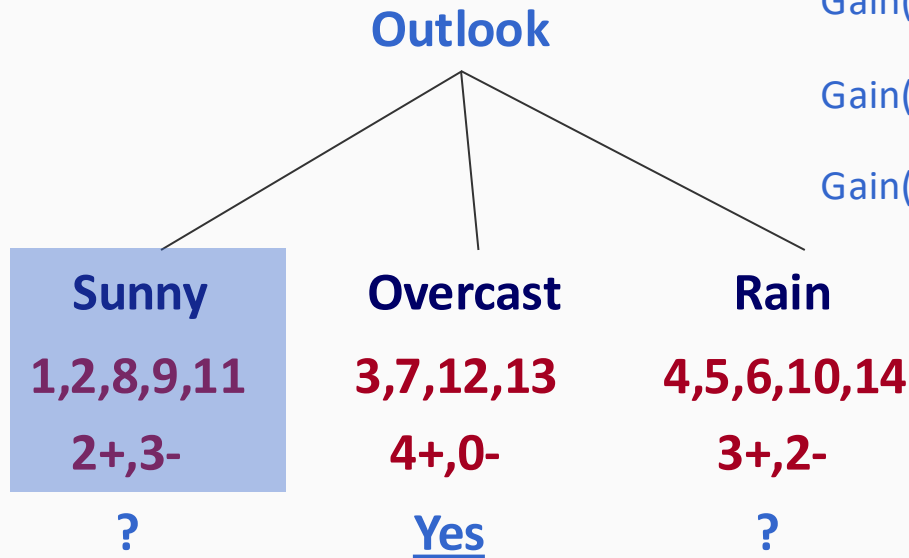 Outlook
Gain(
Gain(
Gain(
Sunny Overcast Rain
1,2,8,9,11 3,7,12,13 4,5,6,10,14
2+,3- 4+,0- 3+,2-
? Yes ?